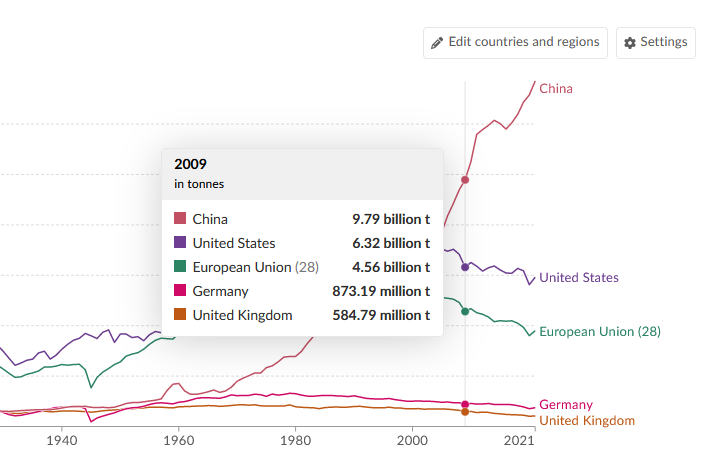 Edit countries and regions
Settings
China
2009
in tonnes
China 9.79 billion t
United States 6.32 billion t
European Union (28) 4.56 billion t
Germany 873.19 million t
United Kingdom 584.79 million t
United States
European Union (28)
Germany
United Kingdom
1940 1960 1980 2000 2021